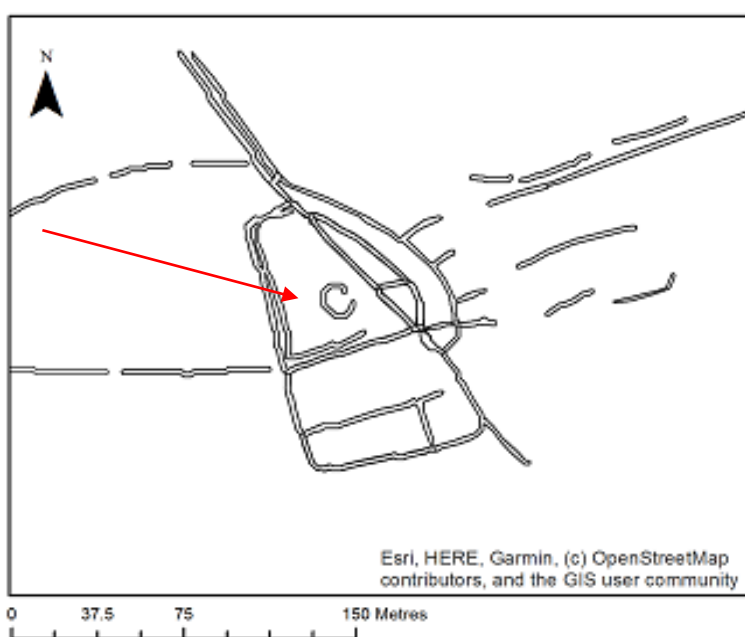 N
Esri, HERE, Garmin, (c) OpenStreetMap
contributors, and the GIS user community
0 37.5 75 150 Metres